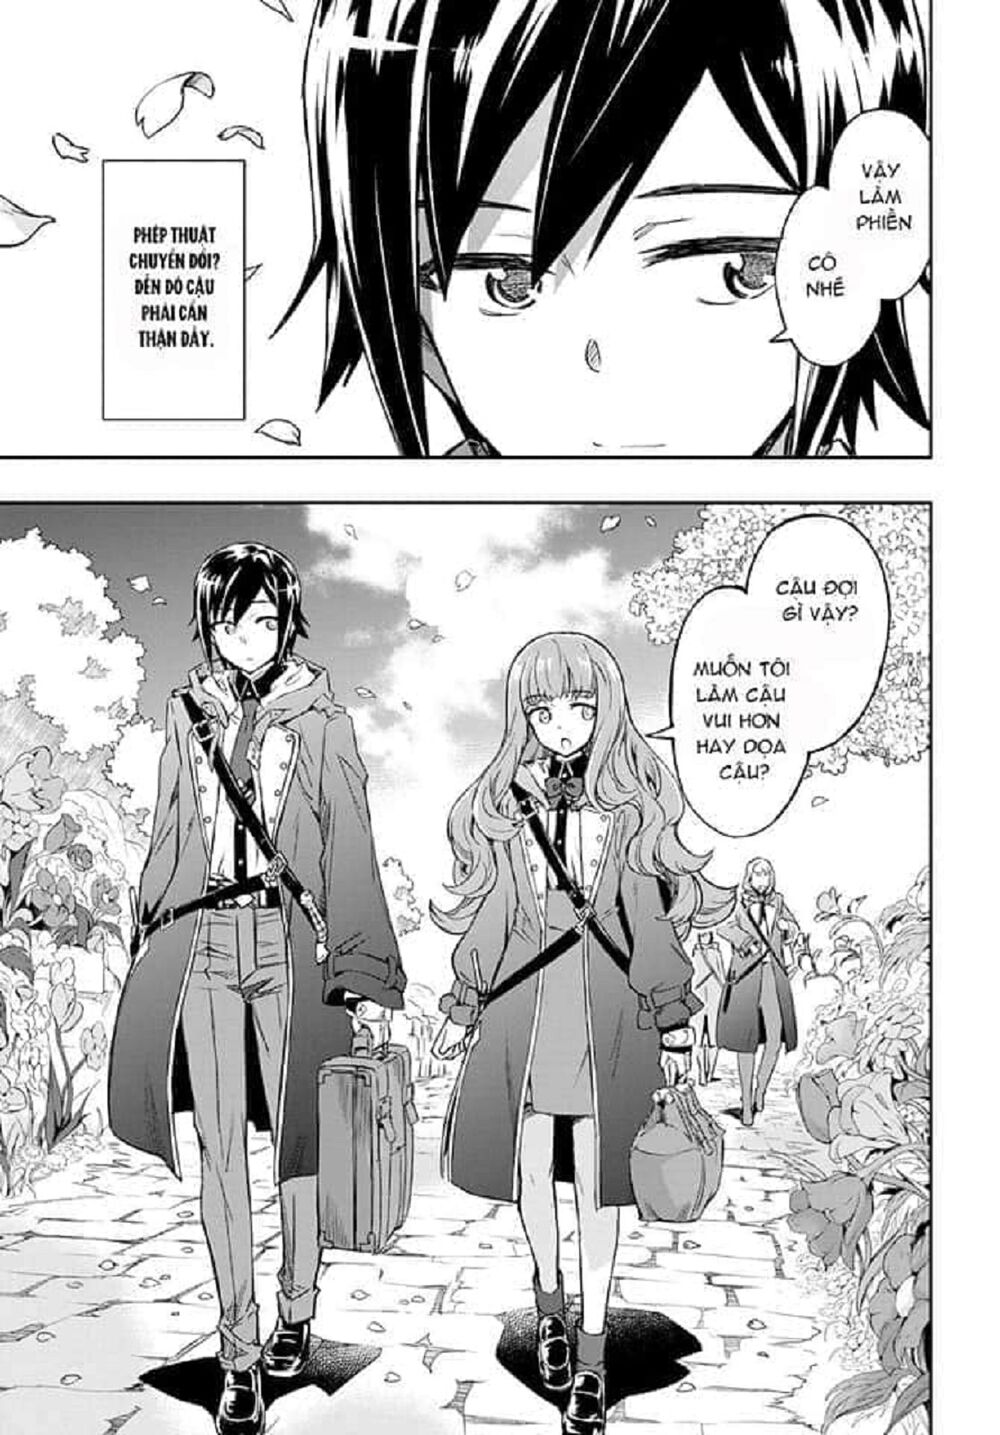 VẬY
LÀM
PHIỀN
CÔ
NHÉ
PHÉP THUẬT
CHUYỂN ĐỔI?
ĐẾN ĐÓ CẬU
PHẢI CẨN
THẬN ĐẤY.
CÂU ĐỢI
GÌ VẬY?
MUỐN TÔI
LÀM CẬU
VUI HƠN
HAY DỌA
CẬU?